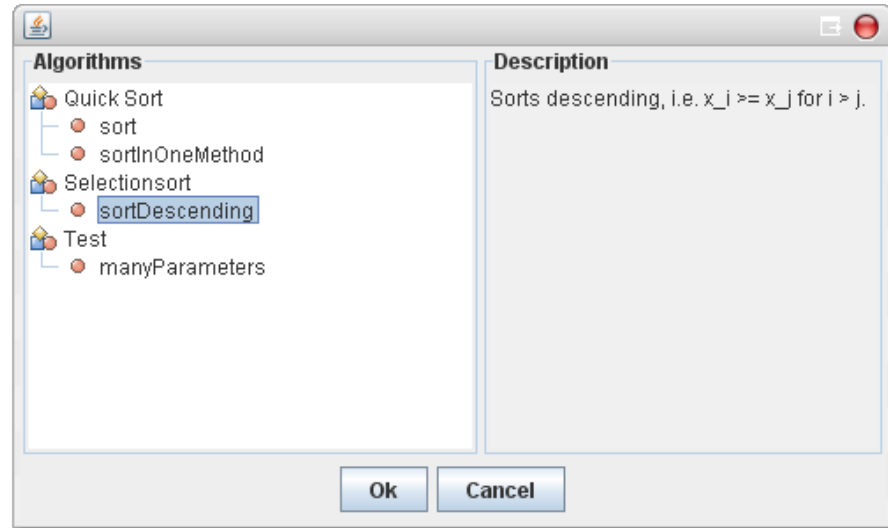 Algorithms
Quick Sort
sort
sortInOneMethod
Selectionsort
sortDescending
Test
manyParameters
Description
Sorts descending, i.e. x_i >= x_j for i > j.
Ok
Cancel